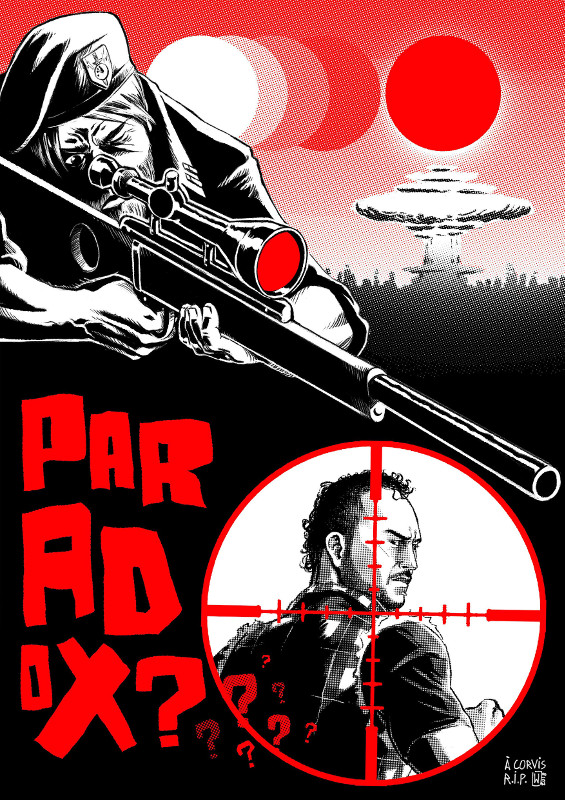 PAR
AD
OX?
? ? ? ? ? ? ?
À CORVIS
R.I.P.